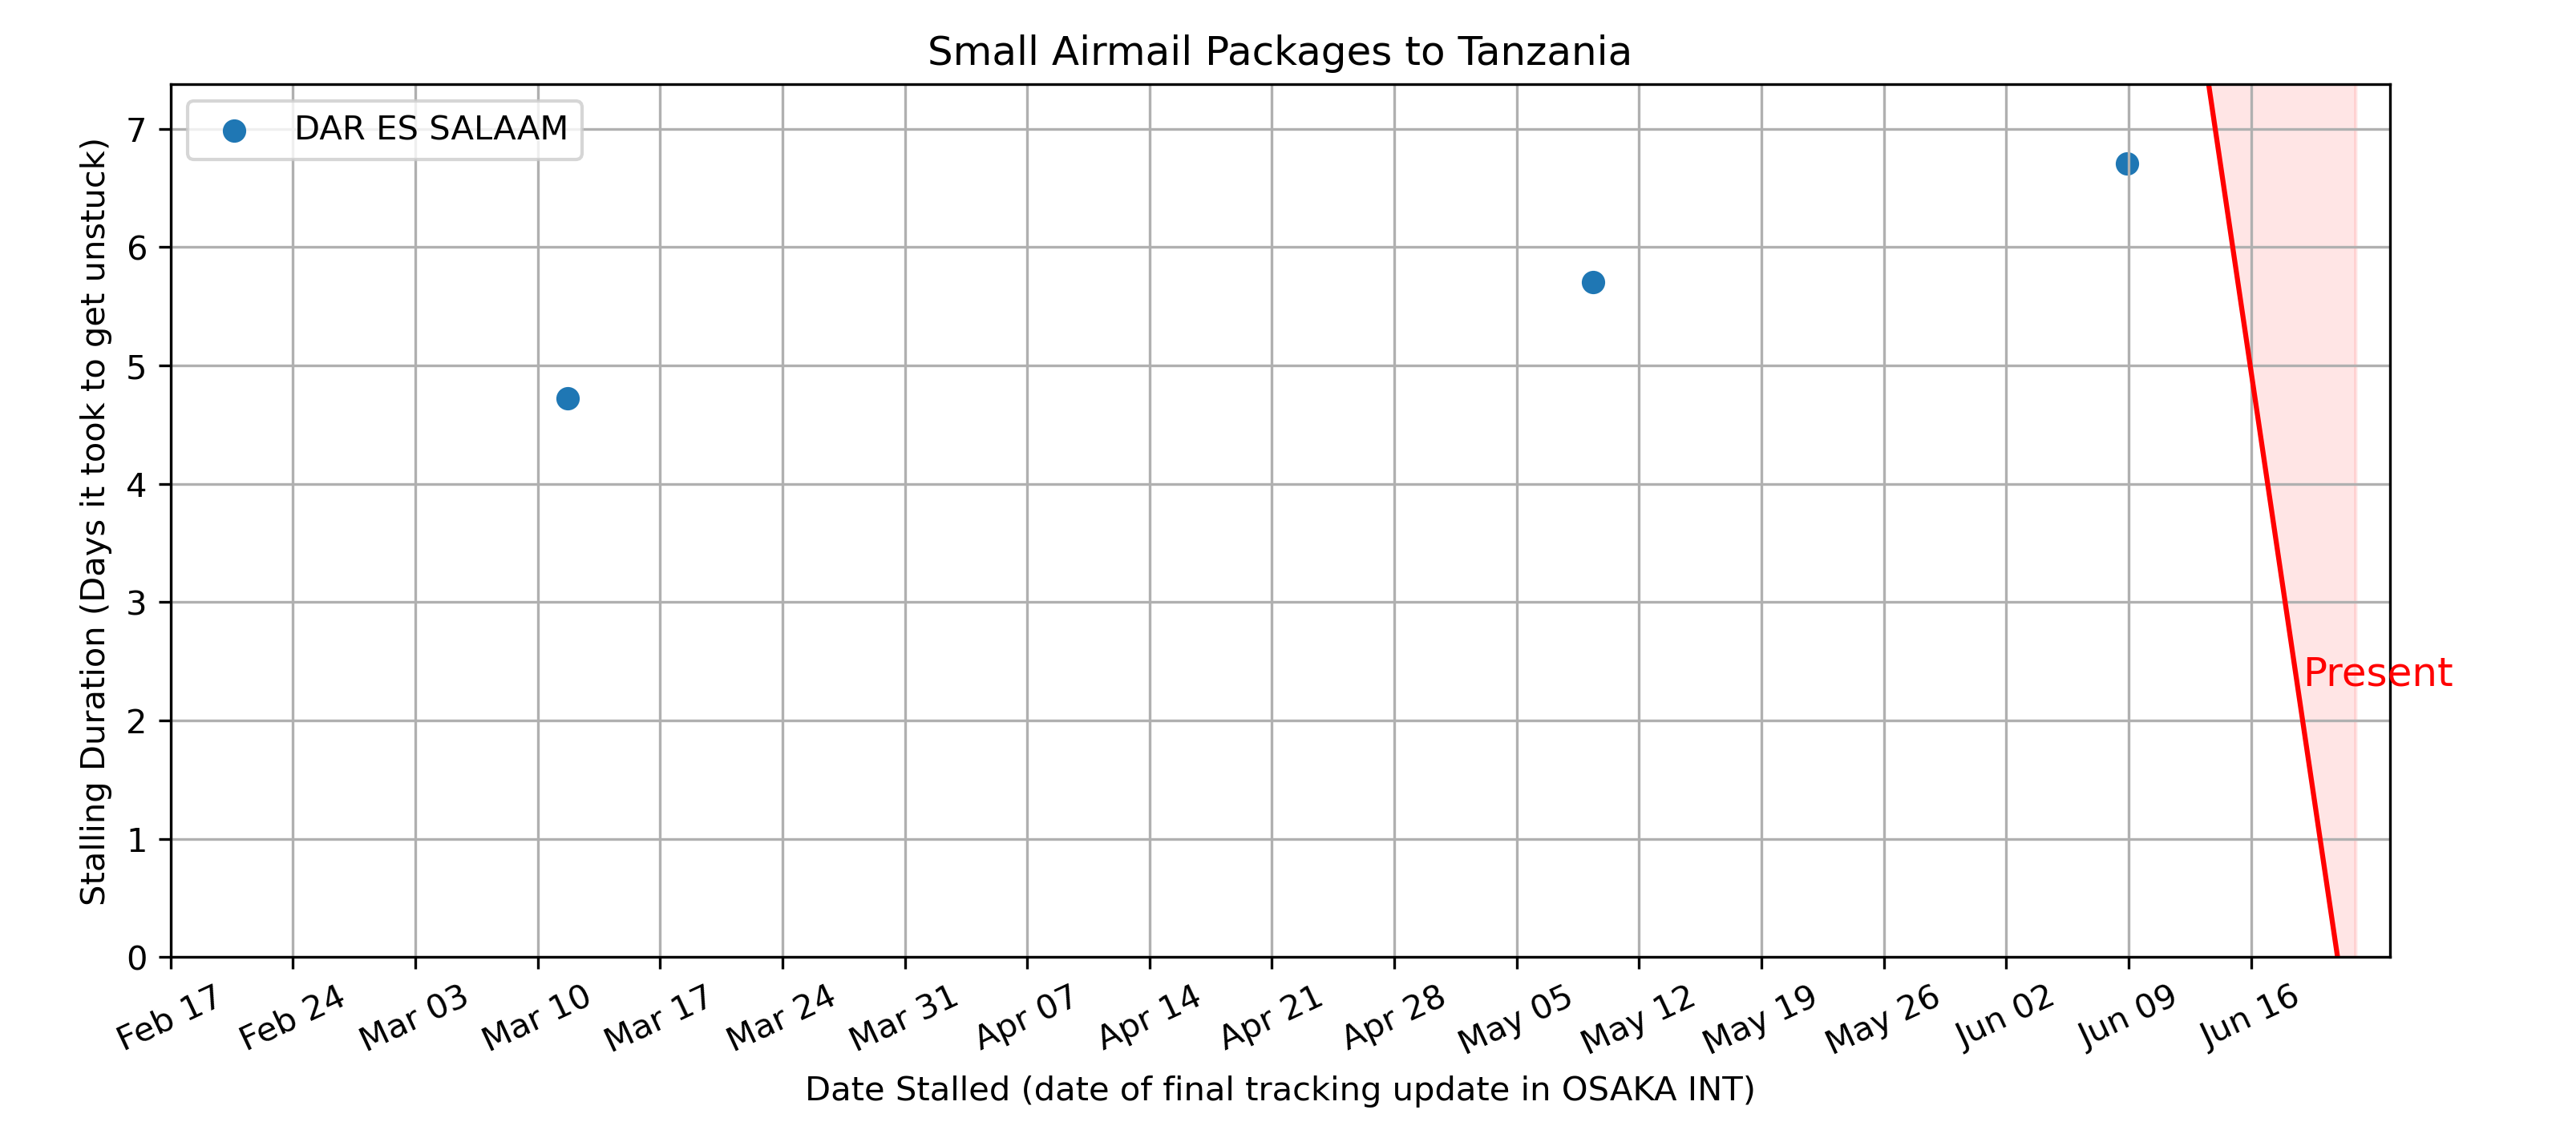 Small Airmail Packages to Tanzania
DAR ES SALAAM
Stalling Duration (Days it took to get unstuck)
7
6
5
4
3
2
1
0
Present
Feb 17
Feb 24
Mar 03
Mar 10
Mar 17
Mar 24
Mar 31
Apr 07
Apr 14
Apr 21
Apr 28
May 05
May 12
May 19
May 26
Jun 02
Jun 09
Jun 16
Date Stalled (date of final tracking update in OSAKA INT)